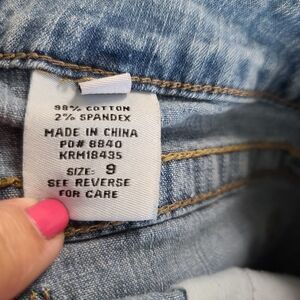 98% COTTON
2% SPANDEX
MADE IN CHINA
PO# 8840
KRM18435
SIZE: 9
SEE REVERSE
FOR CARE